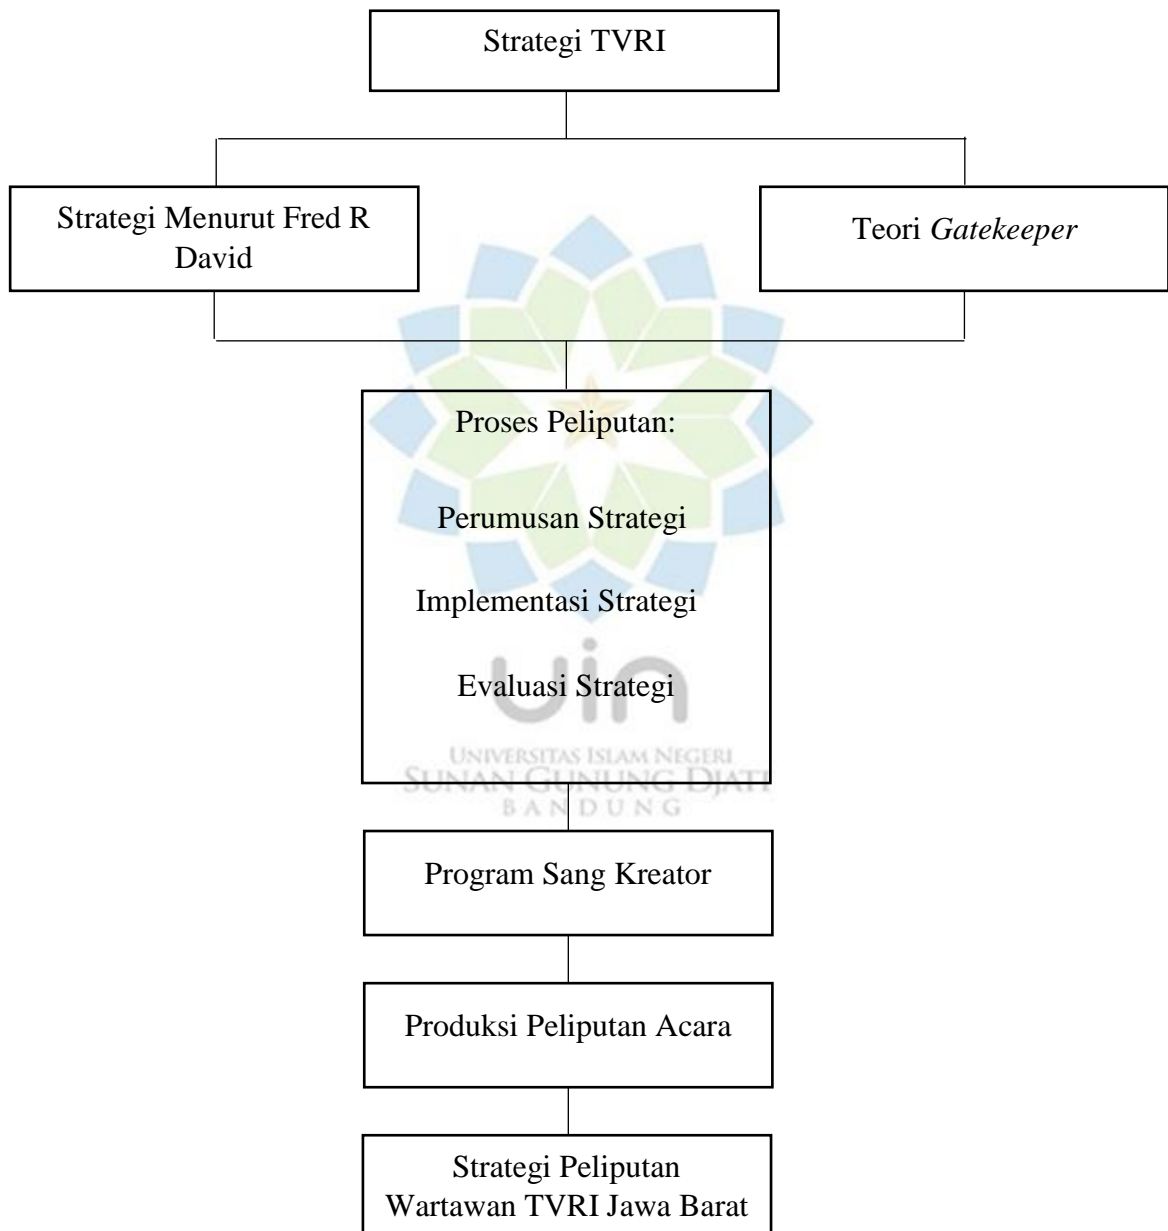 Strategi TVRI
Strategi Menurut Fred R
David
Teori Gatekeeper
Proses Peliputan:
Perumusan Strategi
Implementasi Strategi
Evaluasi Strategi
uin
UNIVERSITAS ISLAM NEGERI
SUNAN GUNUNG DJATI
BANDUNG
Program Sang Kreator
Produksi Peliputan Acara
Strategi Peliputan
Wartawan TVRI Jawa Barat